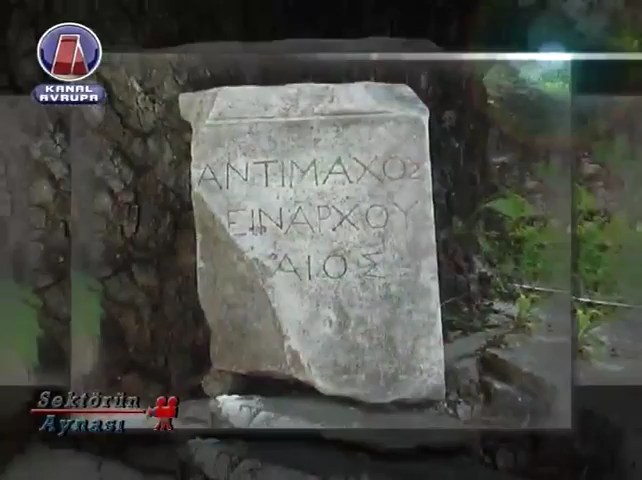 KANAL
AVRUPA
ΑΝΤΙΜΑΧΟΣ
ΕΙΝΑΡΧΟΥ
ΑΙΟΣ
Sektörün
Aynası